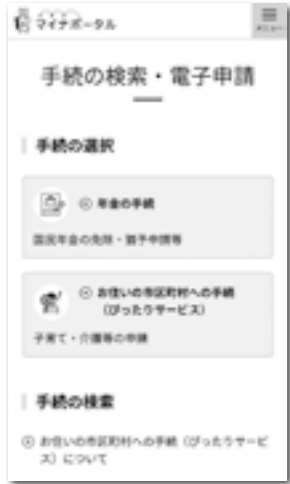 マイナポータル
メニュー
手続の検索・電子申請
手続の選択
年金の手続
国民年金の免除・猶予申請等
お住いの市区町村への手続
(ぴったりサービス)
子育て・介護等の申請
手続の検索
お住いの市区町村への手続(ぴったりサービ
ス)について